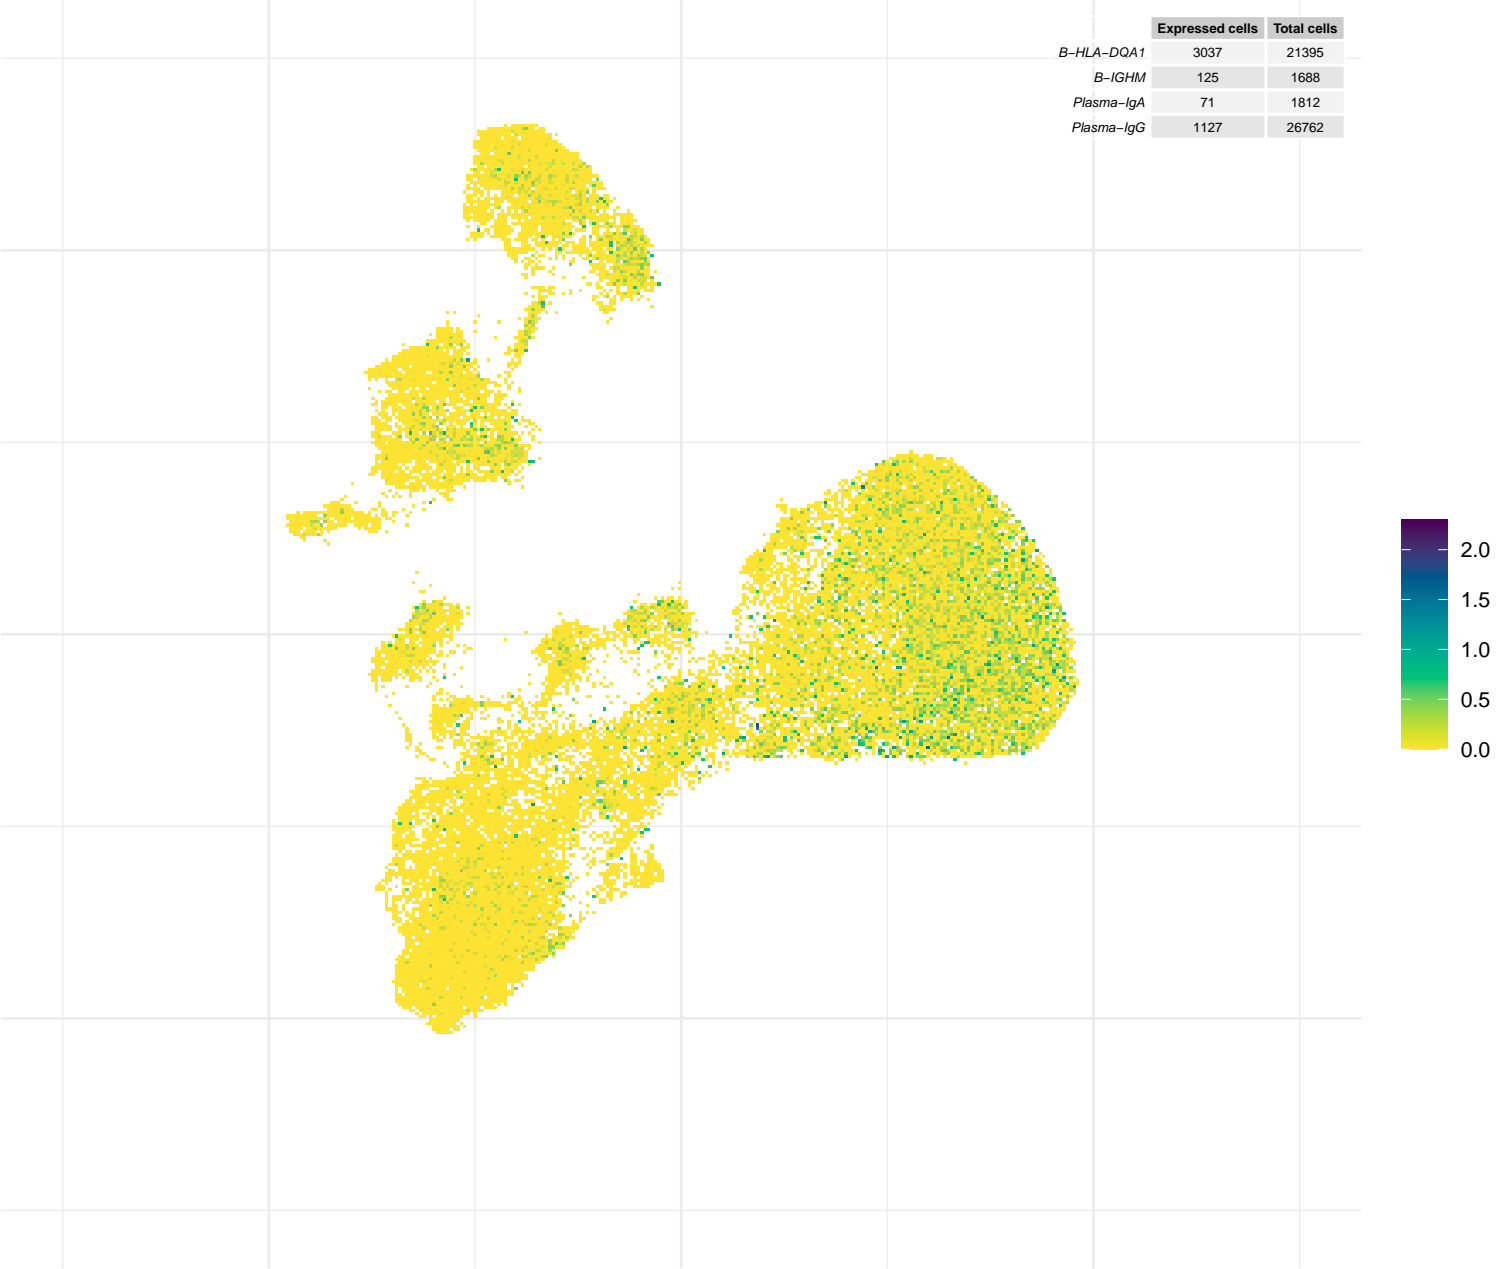 Expressed cells Total cells
B−HLA−DQA1 3037 21395
B−IGHM 125 1688
Plasma−IgA 71 1812
Plasma−IgG 1127 26762
2.0
1.5
1.0
0.5
0.0